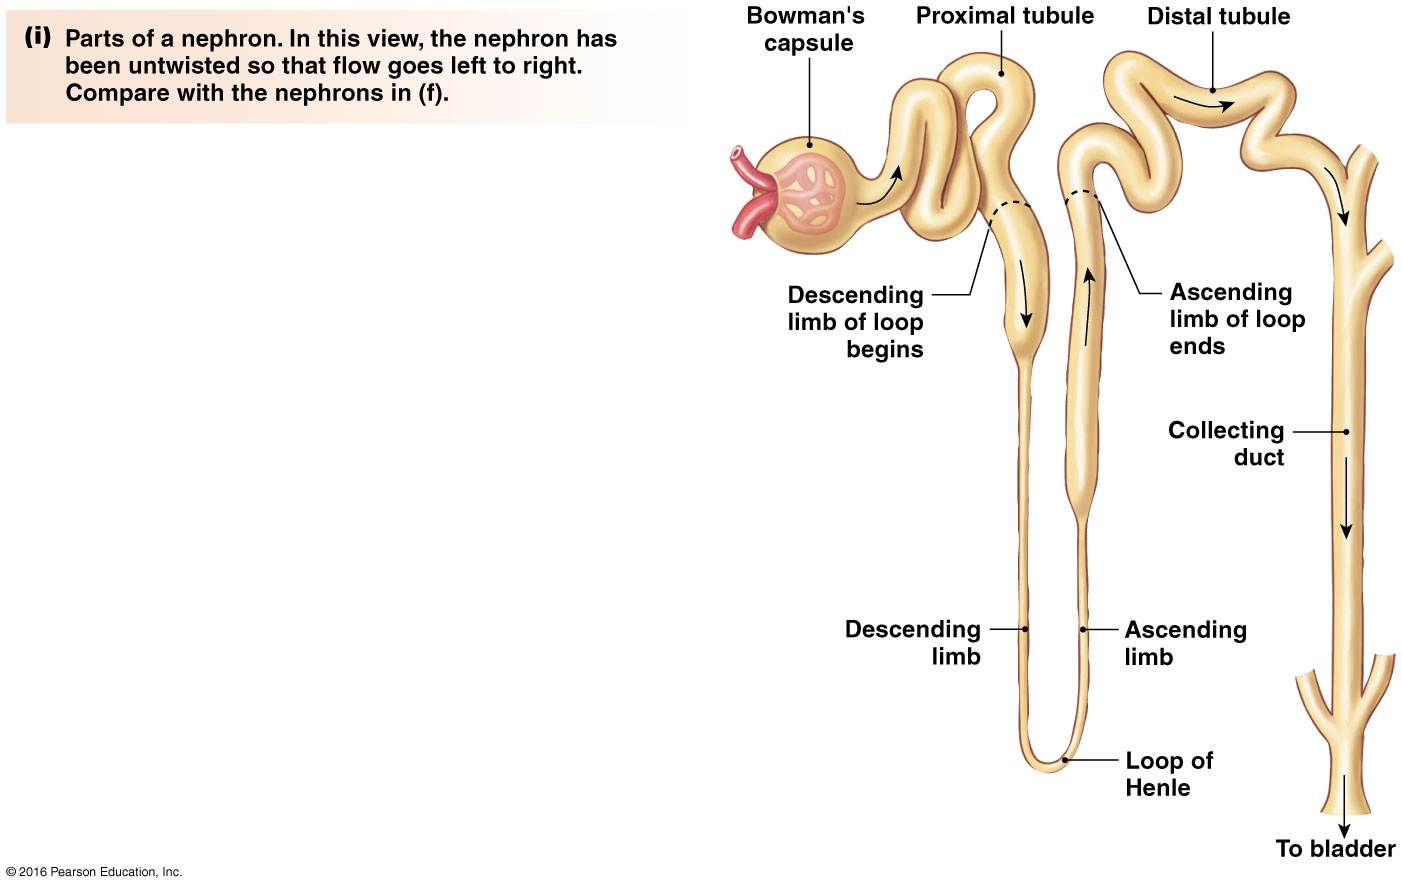 (i) Parts of a nephron. In this view, the nephron has
been untwisted so that flow goes left to right.
Compare with the nephrons in (f).
Bowman's
capsule
Proximal tubule
Distal tubule
Descending
limb of loop
begins
Ascending
limb of loop
ends
Collecting
duct
Descending
limb
Ascending
limb
Loop of
Henle
To bladder
© 2016 Pearson Education, Inc.